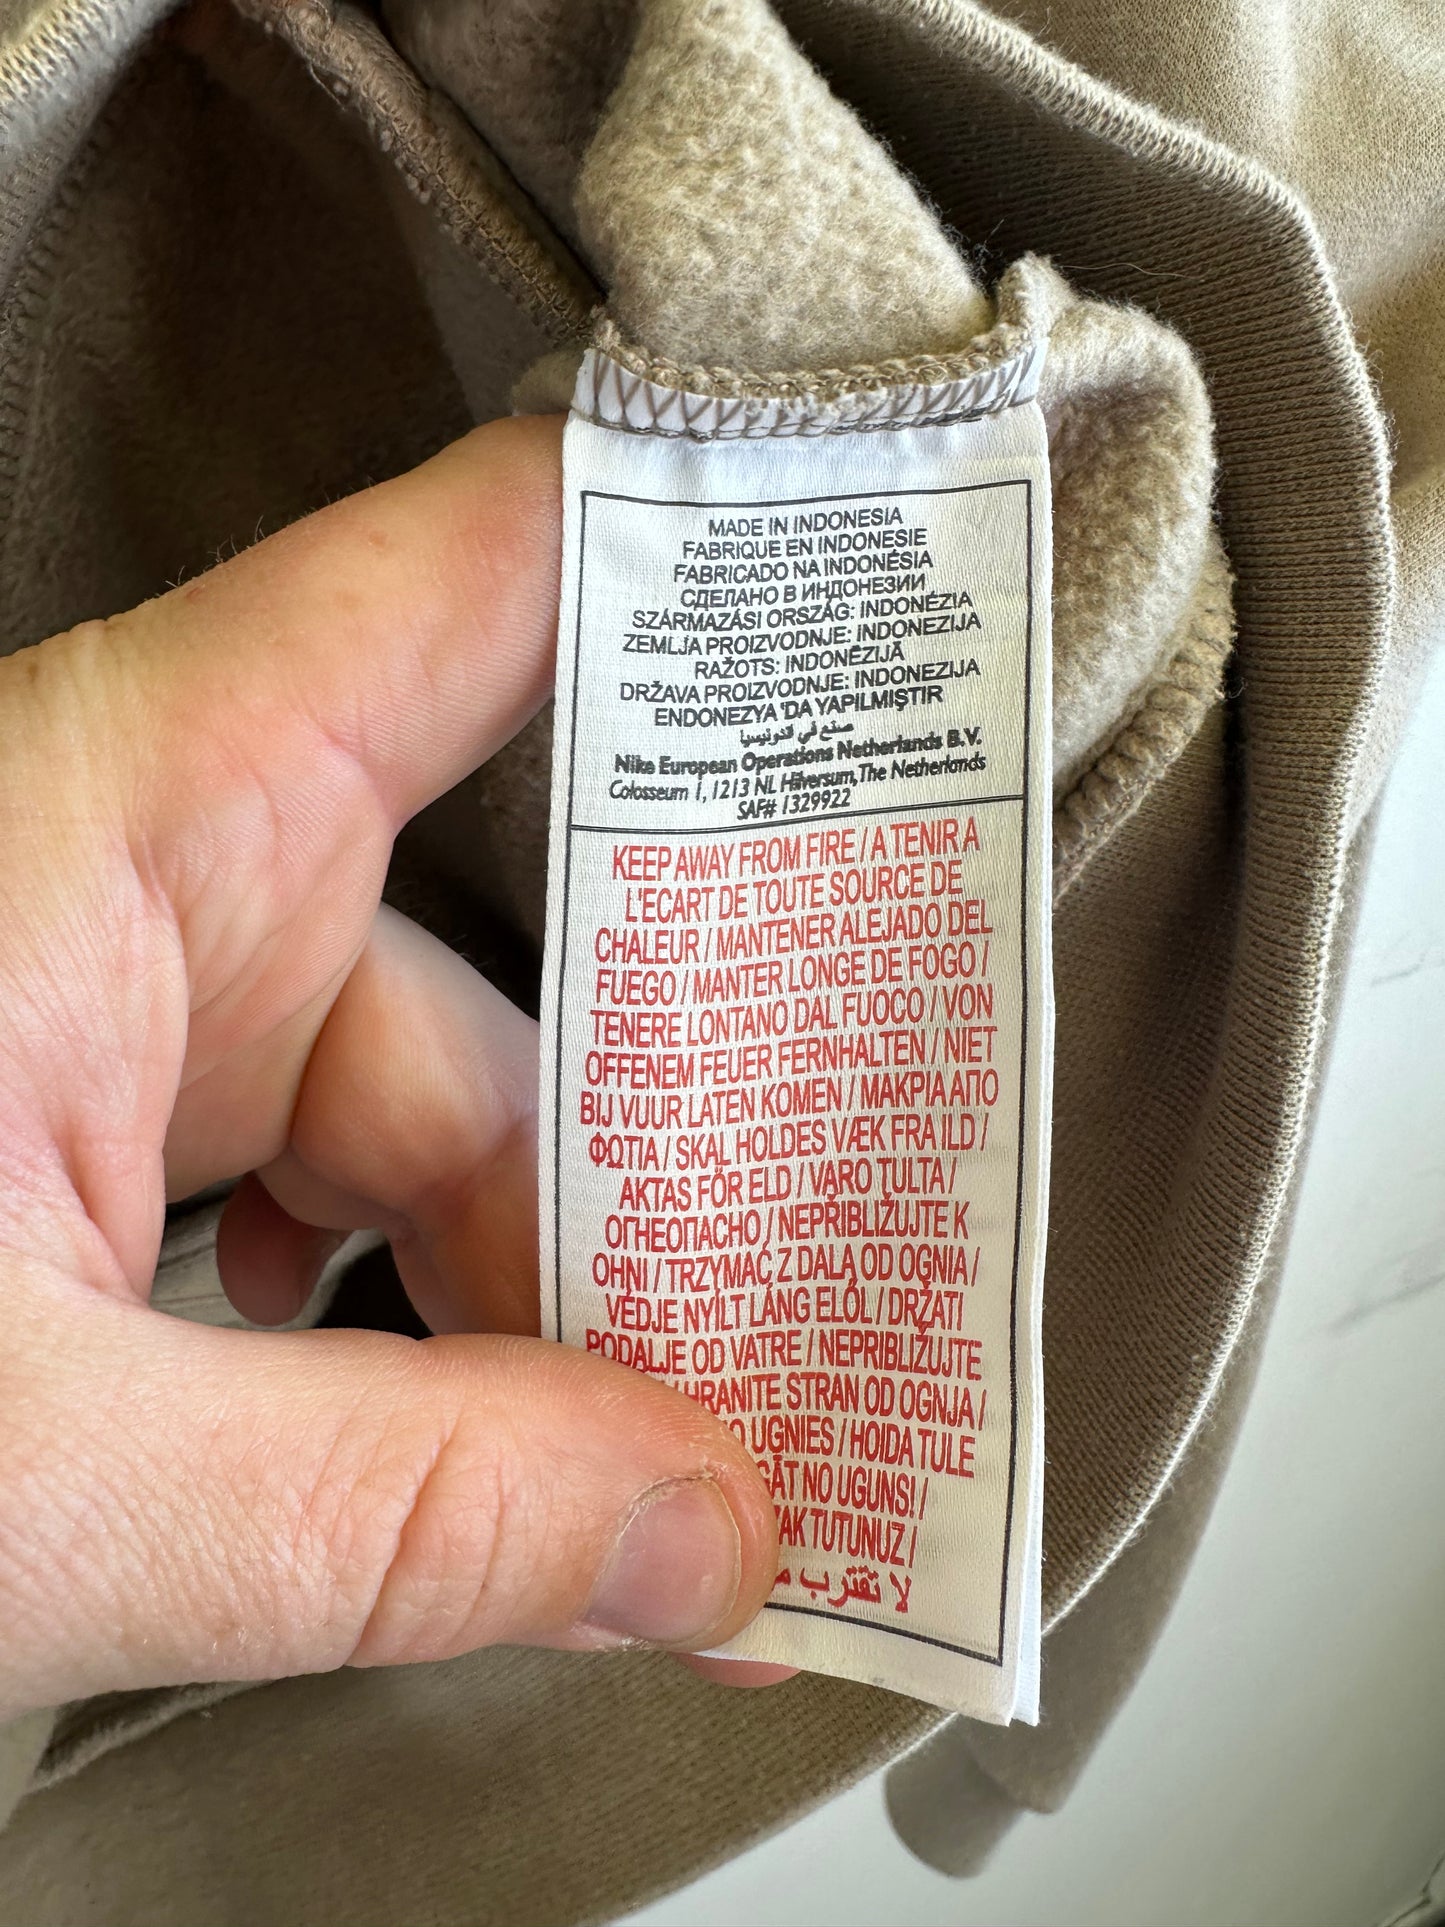 MADE IN INDONESIA
FABRIQUE EN INDONESIE
FABRICADO NA INDONÉSIA
СДЕЛАНО В ИНДОНЕЗИИ
SZÁRMAZÁSI ORSZÁG: INDONÉZIA
ZEMLJA PROIZVODNJE: INDONEZIJA
RAŽOTS: INDONĒZIJĀ
DRŽAVA PROIZVODNJE: INDONEZIJA
ENDONEZYA 'DA YAPILMIŞTIR
صنع في اندونيسيا
Nike European Operations Netherlands B.V.
Colosseum 1, 1213 NL Hilversum, The Netherlands
SAF# 1329922
KEEP AWAY FROM FIRE / A TENIR A
L'ECART DE TOUTE SOURCE DE
CHALEUR / MANTENER ALEJADO DEL
FUEGO / MANTER LONGE DE FOGO /
TENERE LONTANO DAL FUOCO / VON
OFFENEM FEUER FERNHALTEN / NIET
BIJ VUUR LATEN KOMEN / ΜΑΚΡΙΑ ΑΠΟ
ΦΩΤΙΑ / SKAL HOLDES VÆK FRA ILD /
AKTAS FÖR ELD / VARO TULTA /
ОГНЕОПАСНО / NEPŘIBLIŽUJTE K
OHNI / TRZYMAĆ Z DALA OD OGNIA /
VÉDJE NYÍLT LÁNG ELŐL / DRŽATI
PODALJE OD VATRE / NEPRIBLIŽUJTE
/ HRANITE STRAN OD OGNJA /
UGNIES / HOIDA TULE
NO UGUNS! /
TUTUNUZ /
لا تقترب